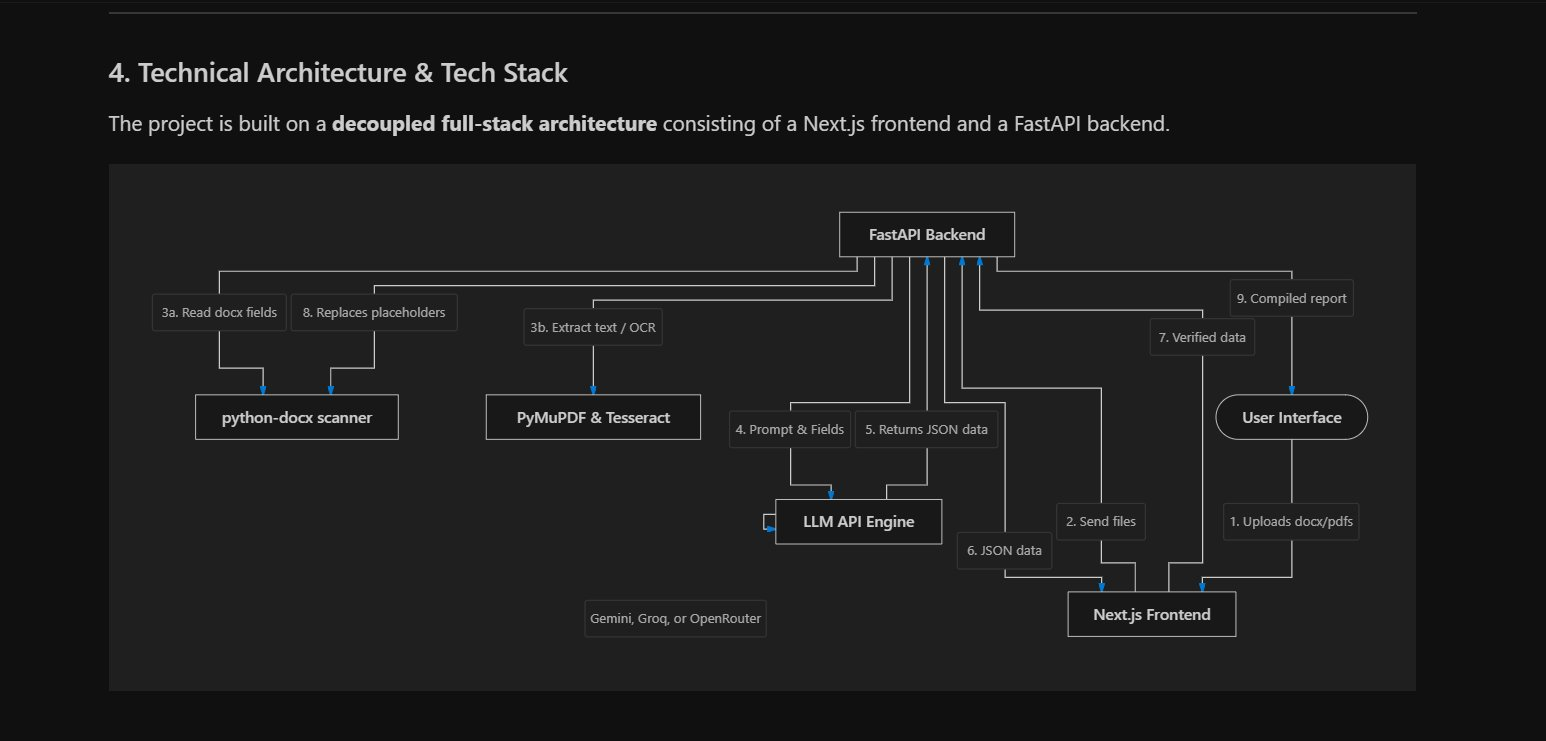 4. Technical Architecture & Tech Stack
The project is built on a decoupled full-stack architecture consisting of a Next.js frontend and a FastAPI backend.
FastAPI Backend
9. Compiled report
3a. Read docx fields
8. Replaces placeholders
3b. Extract text / OCR
7. Verified data
python-docx scanner
PyMuPDF & Tesseract
User Interface
4. Prompt & Fields
5. Returns JSON data
LLM API Engine
2. Send files
1. Uploads docx/pdfs
6. JSON data
Next.js Frontend
Gemini, Groq, or OpenRouter